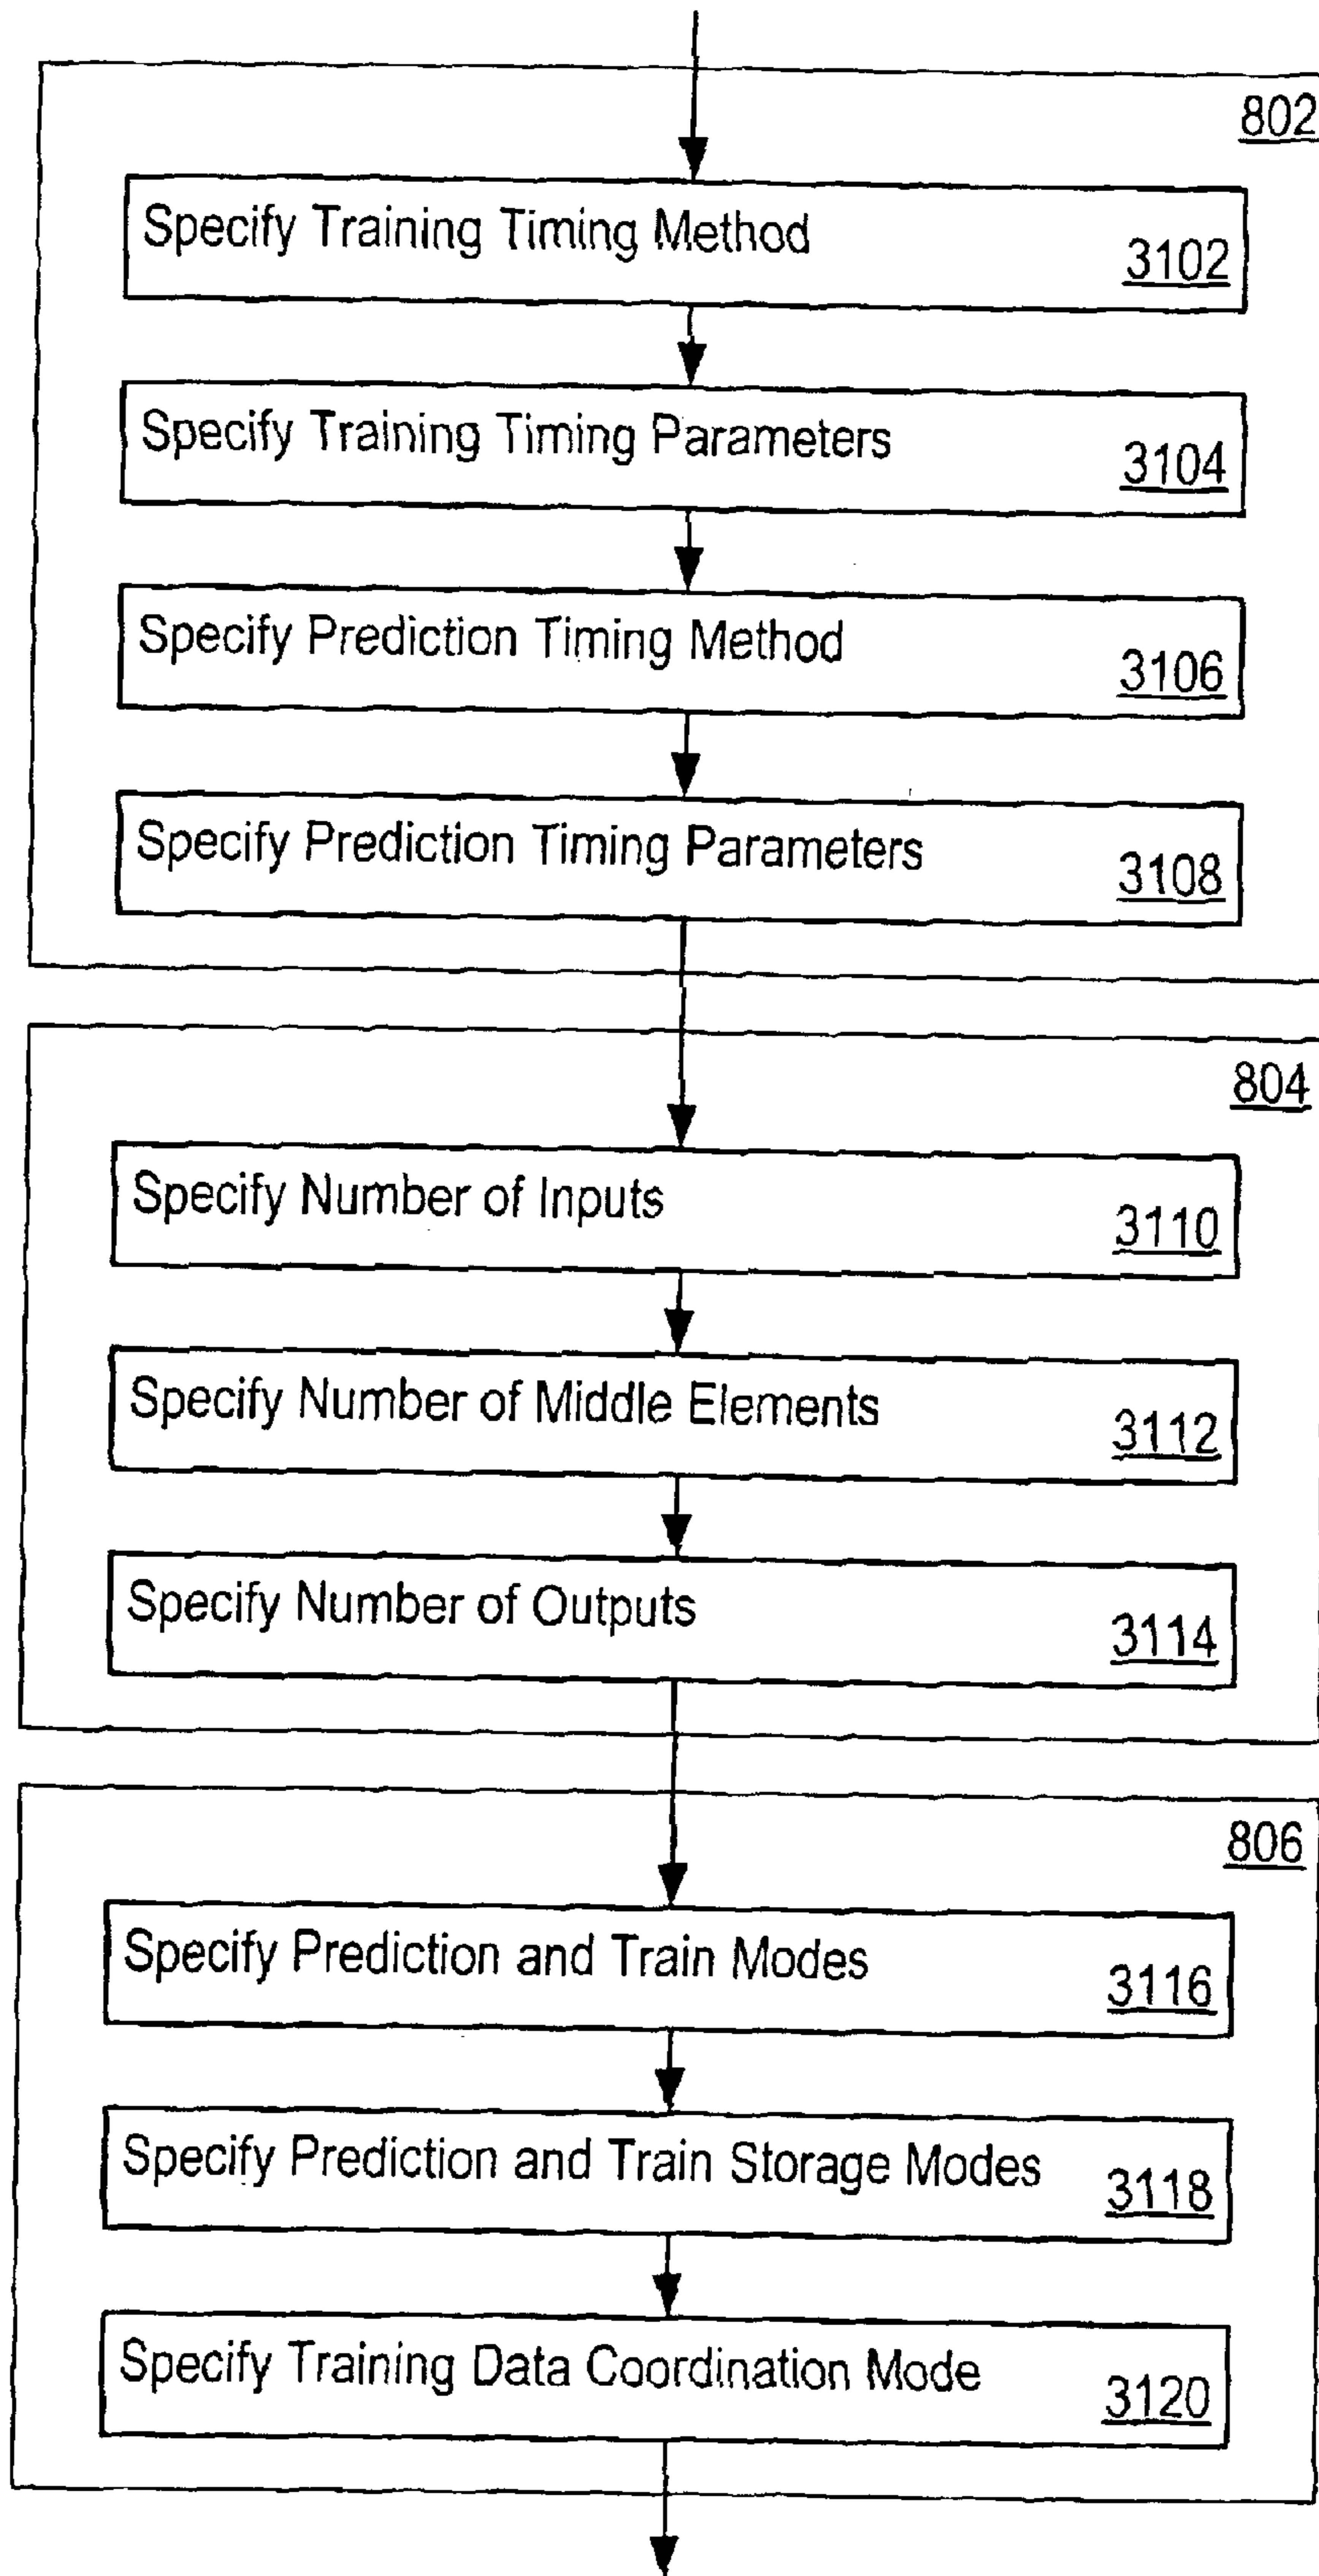 802
Specify Training Timing Method
3102
Specify Training Timing Parameters
3104
Specify Prediction Timing Method
3106
Specify Prediction Timing Parameters
3108
804
Specify Number of Inputs
3110
Specify Number of Middle Elements
3112
Specify Number of Outputs
3114
806
Specify Prediction and Train Modes
3116
Specify Prediction and Train Storage Modes
3118
Specify Training Data Coordination Mode
3120